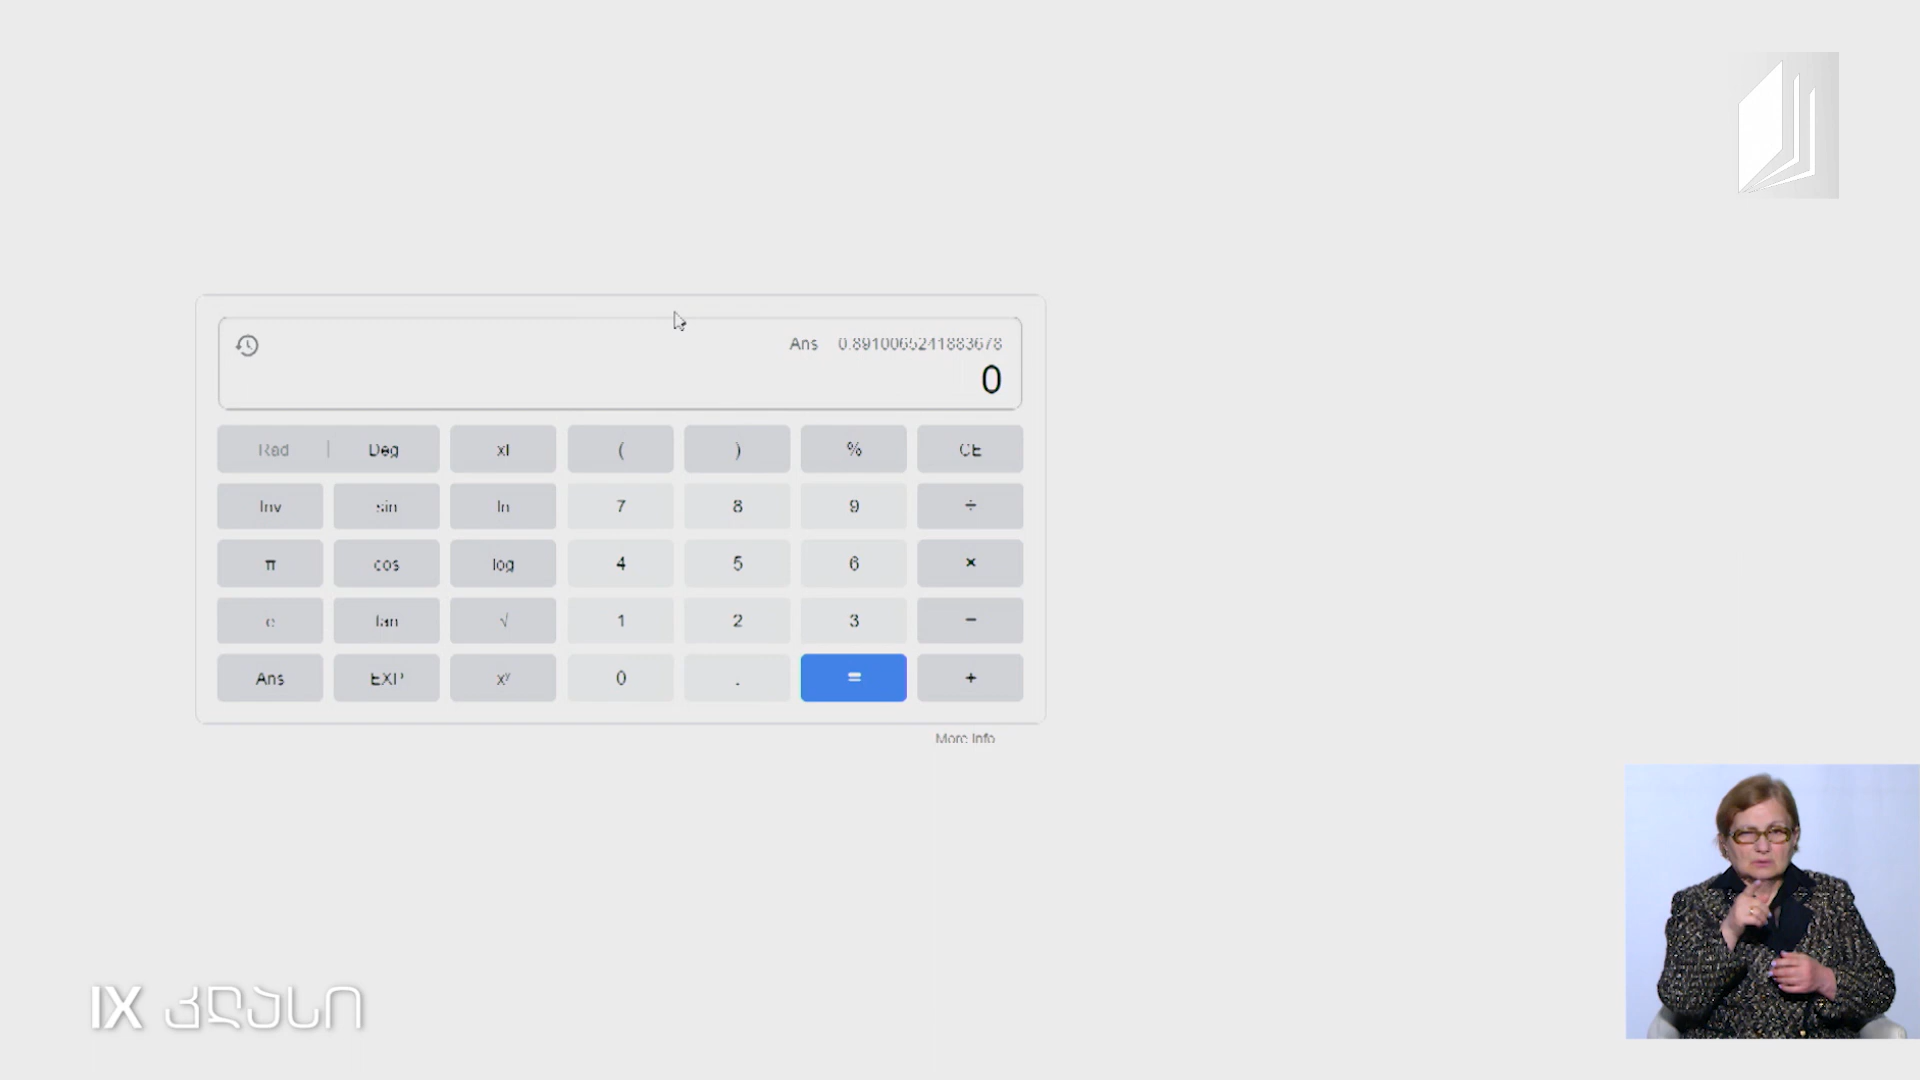 Ans 0.8910065241883678
0
Rad | Deg x! ( ) % CE
Inv sin ln 7 8 9 ÷
π cos log 4 5 6 ×
e tan √ 1 2 3 −
Ans EXP xʸ 0 . = +
More info
IX კლასი